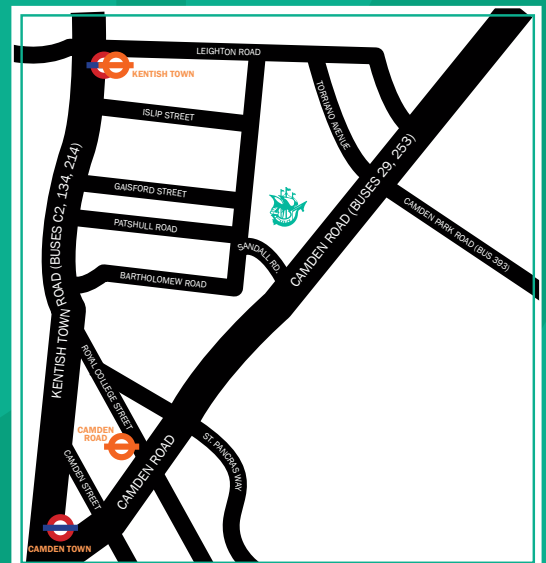 LEIGHTON ROAD
KENTISH TOWN
ISLIP STREET
TORRIANO AVENUE
CAMDEN ROAD (BUSES 29, 253)
KENTISH TOWN ROAD (BUSES C2, 134, 214)
GAISFORD STREET
PATSHULL ROAD
CAMDEN PARK ROAD (BUS 393)
SANDALL RD.
BARTHOLOMEW ROAD
ROYAL COLLEGE STREET
CAMDEN
ROAD
ST. PANCRAS WAY
CAMDEN STREET
CAMDEN ROAD
CAMDEN TOWN